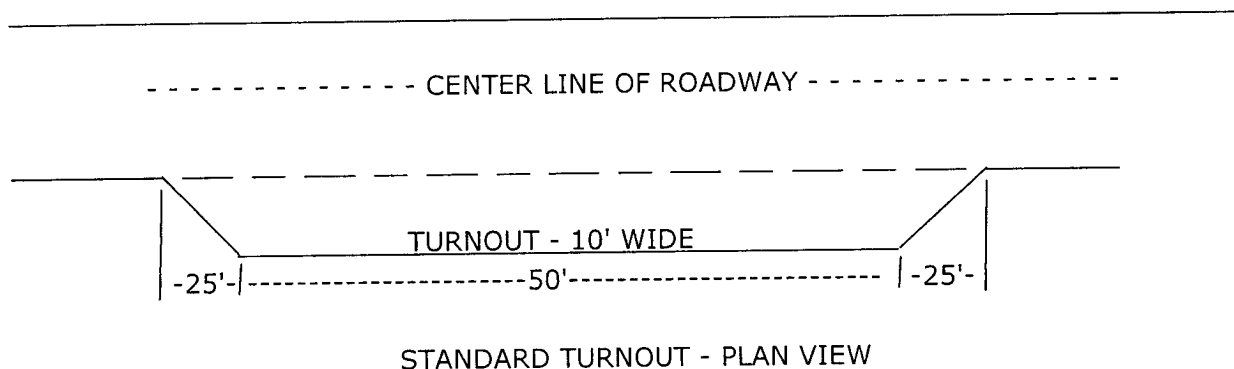 - - - - - - - - - - - - - CENTER LINE OF ROADWAY - - - - - - - - - - - - - - -
TURNOUT - 10' WIDE
-25'-|-----------------------50'--------------------------| -25'-
STANDARD TURNOUT - PLAN VIEW